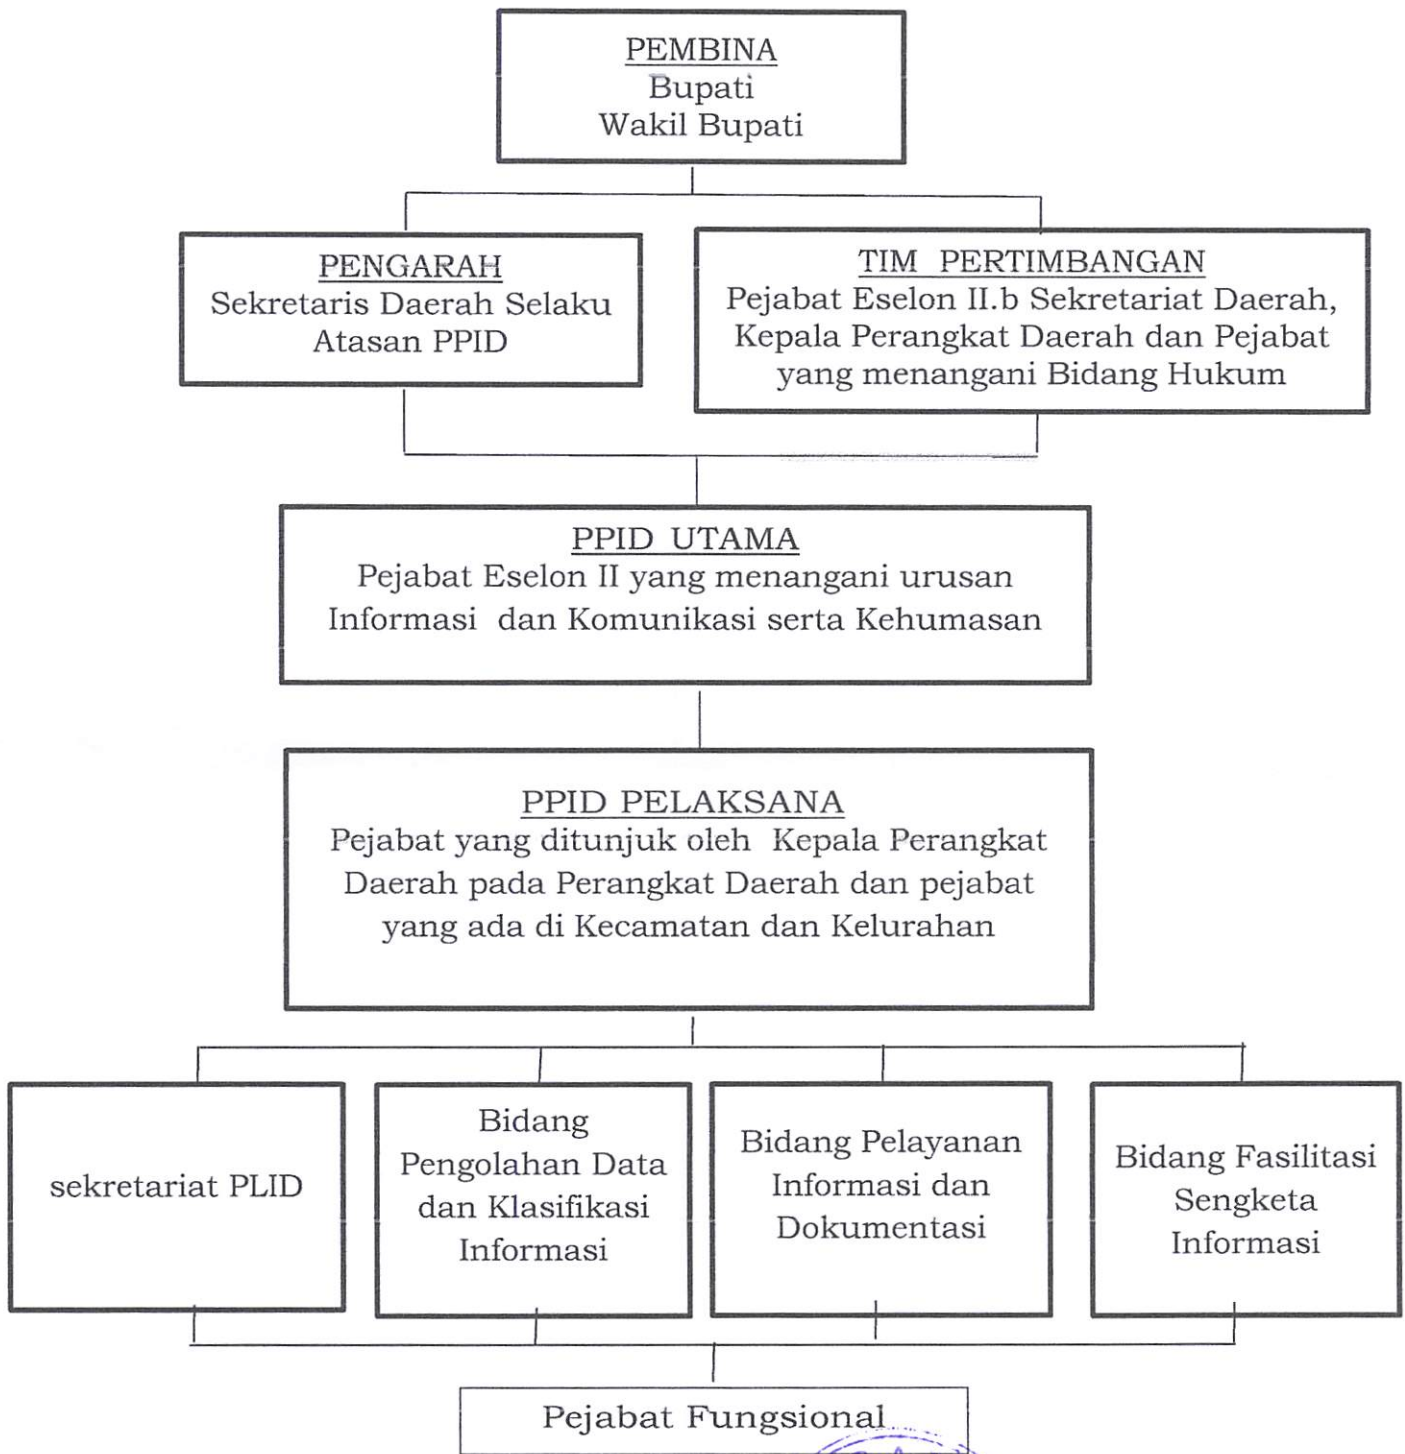 PEMBINA
Bupati
Wakil Bupati
PENGARAH
Sekretaris Daerah Selaku
Atasan PPID
TIM PERTIMBANGAN
Pejabat Eselon II.b Sekretariat Daerah,
Kepala Perangkat Daerah dan Pejabat
yang menangani Bidang Hukum
PPID UTAMA
Pejabat Eselon II yang menangani urusan
Informasi dan Komunikasi serta Kehumasan
PPID PELAKSANA
Pejabat yang ditunjuk oleh Kepala Perangkat
Daerah pada Perangkat Daerah dan pejabat
yang ada di Kecamatan dan Kelurahan
sekretariat PLID
Bidang
Pengolahan Data
dan Klasifikasi
Informasi
Bidang Pelayanan
Informasi dan
Dokumentasi
Bidang Fasilitasi
Sengketa
Informasi
Pejabat Fungsional